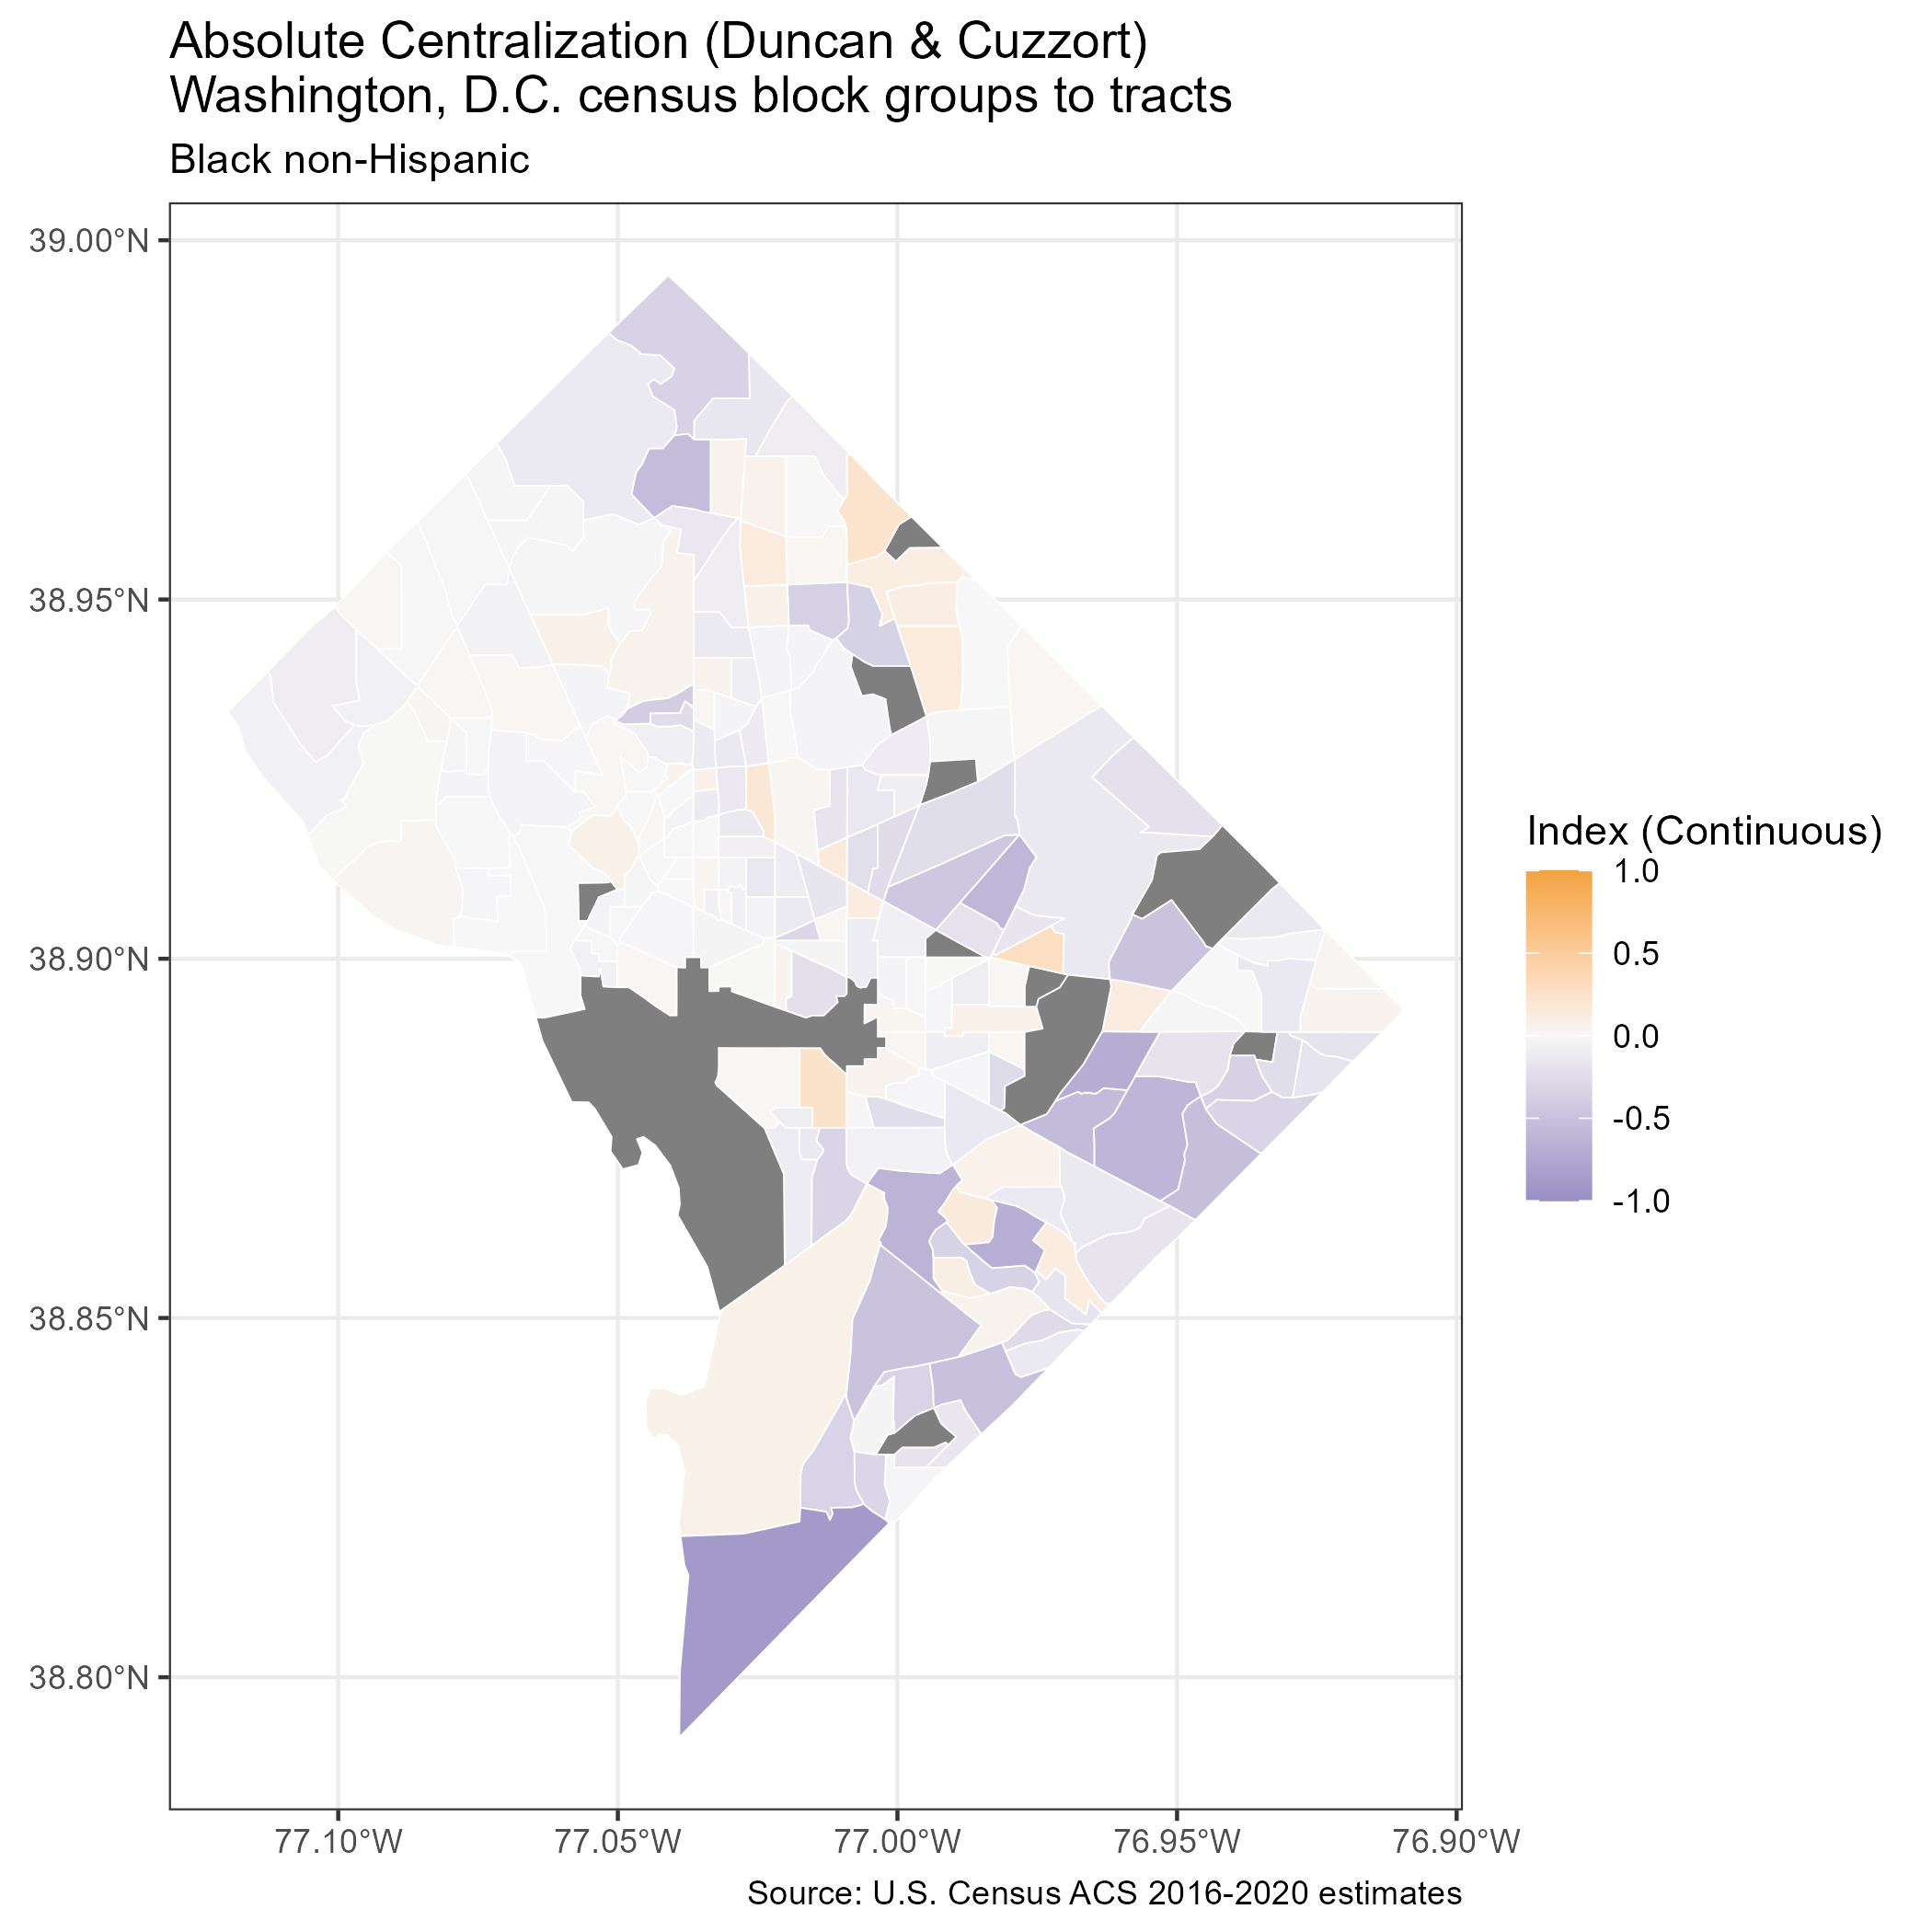 Absolute Centralization (Duncan & Cuzzort)
Washington, D.C. census block groups to tracts
Black non-Hispanic
39.00°N
38.95°N
38.90°N
38.85°N
38.80°N
77.10°W
77.05°W
77.00°W
76.95°W
76.90°W
Index (Continuous)
1.0
0.5
0.0
-0.5
-1.0
Source: U.S. Census ACS 2016-2020 estimates